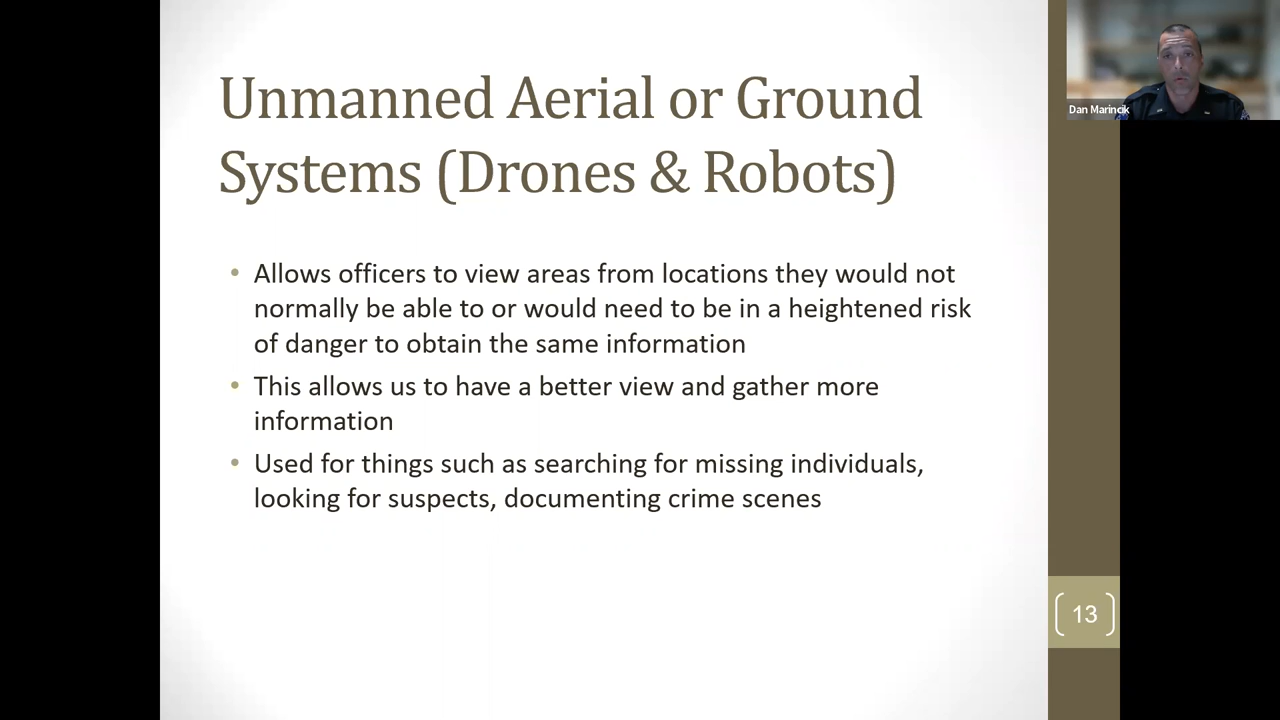 Unmanned Aerial or Ground
Systems (Drones & Robots)
• Allows officers to view areas from locations they would not
normally be able to or would need to be in a heightened risk
of danger to obtain the same information
• This allows us to have a better view and gather more
information
• Used for things such as searching for missing individuals,
looking for suspects, documenting crime scenes
13
Dan Marincik